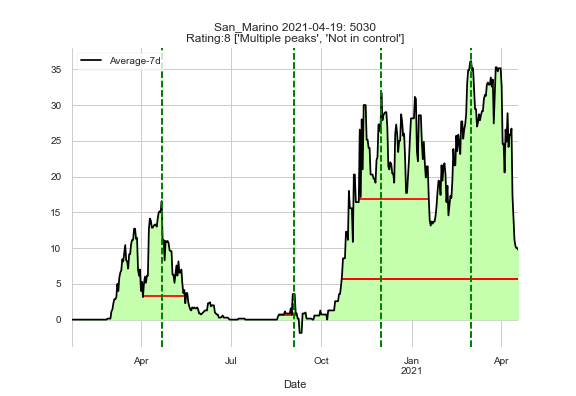 San_Marino 2021-04-19: 5030
Rating:8 ['Multiple peaks', 'Not in control']
Average-7d
35
30
25
20
15
10
5
0
Apr
Jul
Oct
Jan
2021
Apr
Date